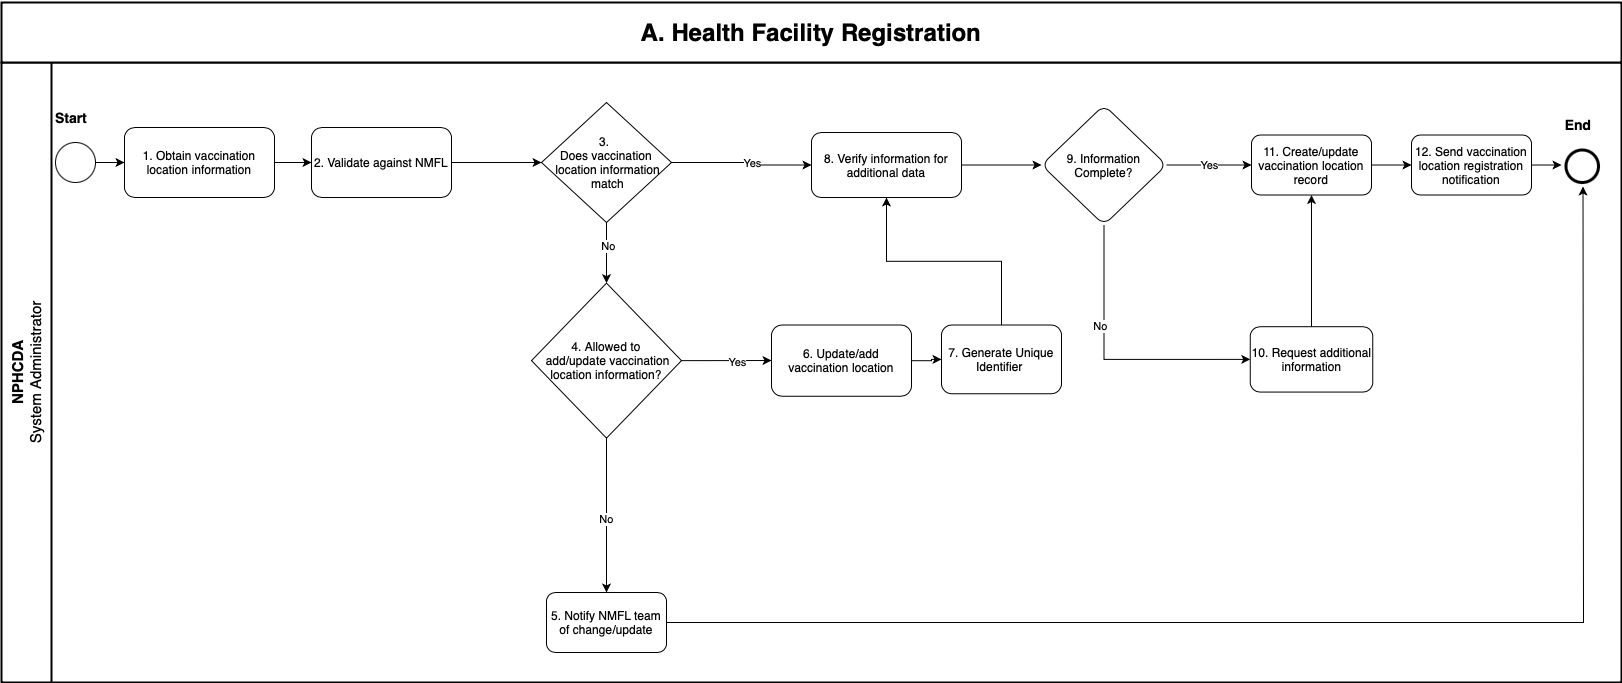 A. Health Facility Registration
NPHCDA
System Administrator
Start
1. Obtain vaccination
location information
2. Validate against NMFL
3.
Does vaccination
location information
match
Yes
No
4. Allowed to
add/update vaccination
location information?
Yes
No
5. Notify NMFL team
of change/update
6. Update/add
vaccination location
7. Generate Unique
Identifier
8. Verify information for
additional data
9. Information
Complete?
Yes
No
10. Request additional
information
11. Create/update
vaccination location
record
12. Send vaccination
location registration
notification
End